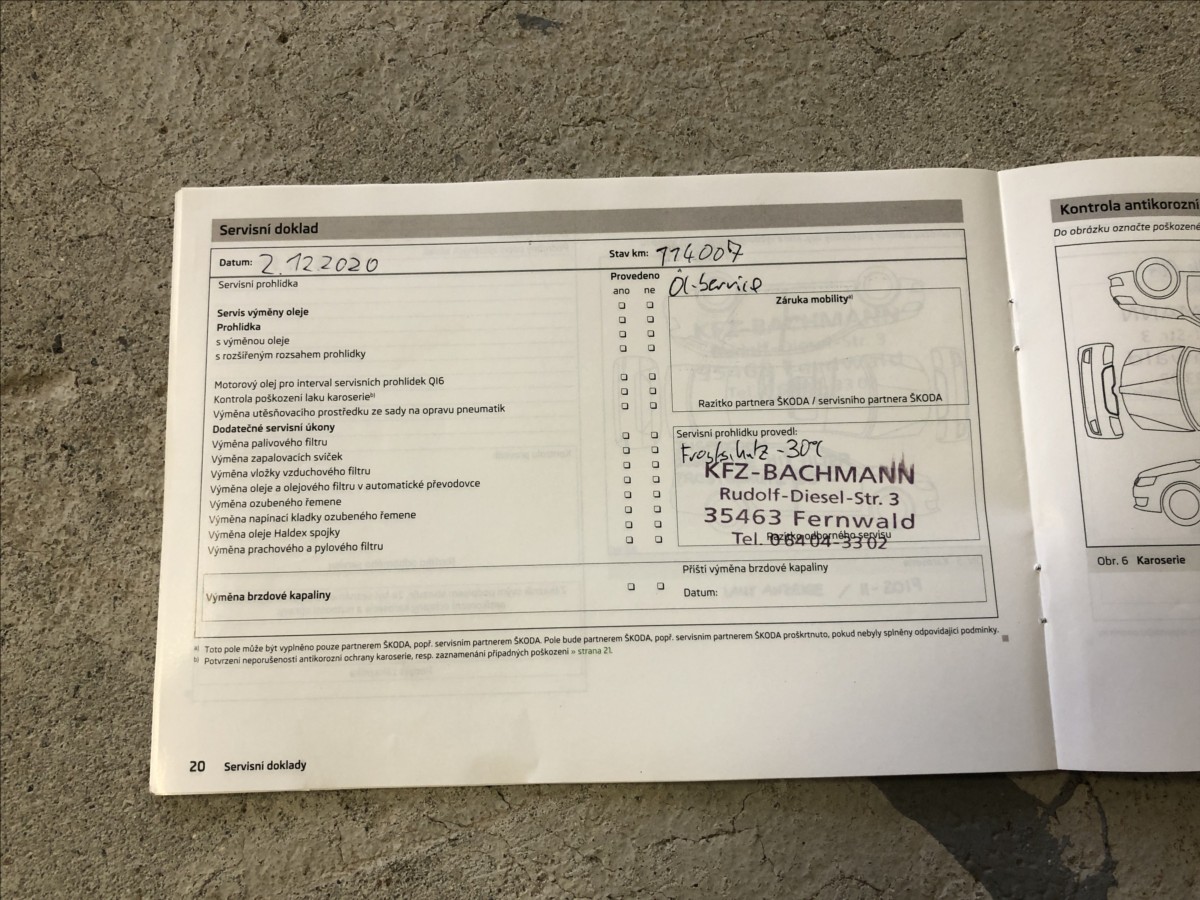 Servisní doklad
Datum: 2.12.2020
Stav km: 114007
Servisní prohlídka
Provedeno
ano ne
Öl-Service
Záruka mobility a)
Servis výměny oleje
Prohlídka
s výměnou oleje
s rozšířeným rozsahem prohlídky
Motorový olej pro interval servisních prohlídek QI6
Kontrola poškození laku karoserie b)
Výměna utěsňovacího prostředku ze sady na opravu pneumatik
Razítko partnera ŠKODA / servisního partnera ŠKODA
Dodatečné servisní úkony
Výměna palivového filtru
Výměna zapalovacích svíček
Výměna vložky vzduchového filtru
Výměna oleje a olejového filtru v automatické převodovce
Výměna ozubeného řemene
Výměna napínací kladky ozubeného řemene
Výměna oleje Haldex spojky
Výměna prachového a pylového filtru
Servisní prohlídku provedl:
Frostschutz -30°C
KFZ-BACHMANN
Rudolf-Diesel-Str. 3
35463 Fernwald
Razítko odborného servisu
Tel. 06404-3302
Výměna brzdové kapaliny
Příští výměna brzdové kapaliny
Datum:
a) Toto pole může být vyplněno pouze partnerem ŠKODA, popř. servisním partnerem ŠKODA. Pole bude partnerem ŠKODA, popř. servisním partnerem ŠKODA proškrtnuto, pokud nebyly splněny odpovídající podmínky.
b) Potvrzení neporušenosti antikorozní ochrany karoserie, resp. zaznamenání případných poškození » strana 21.
20 Servisní doklady
Kontrola antikorozní
Do obrázku označte poškozené
Obr. 6 Karoserie